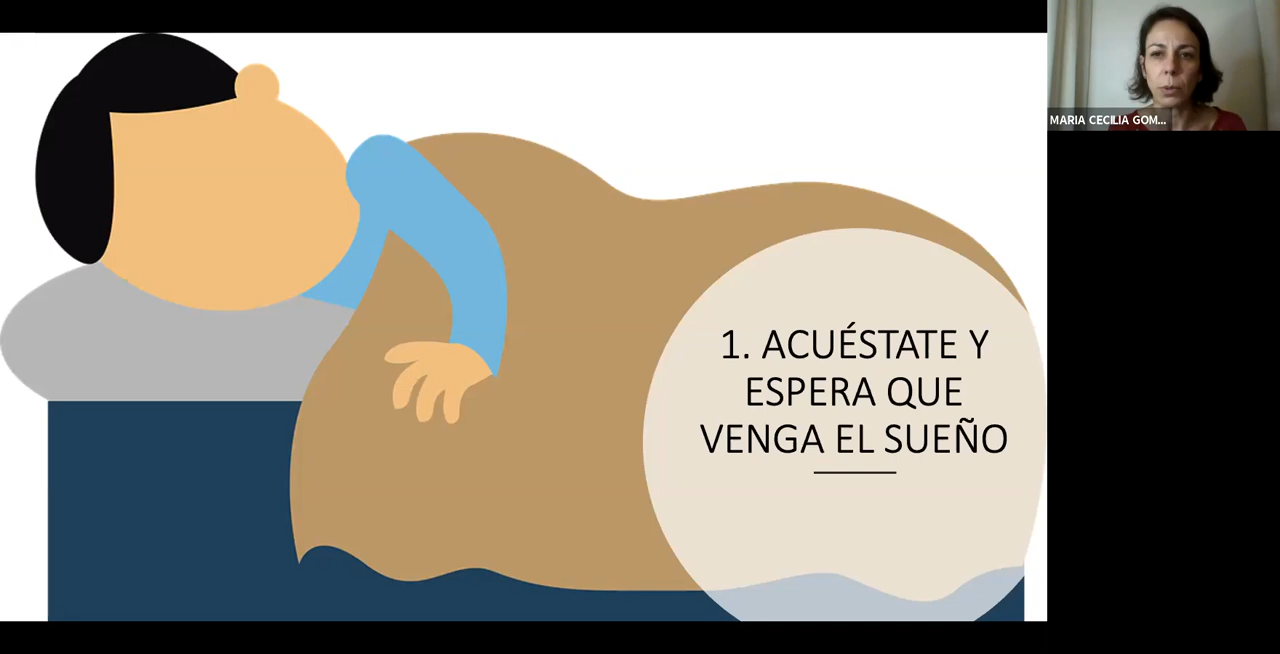 MARIA CECILIA GOM...
1. ACUÉSTATE Y
ESPERA QUE
VENGA EL SUEÑO